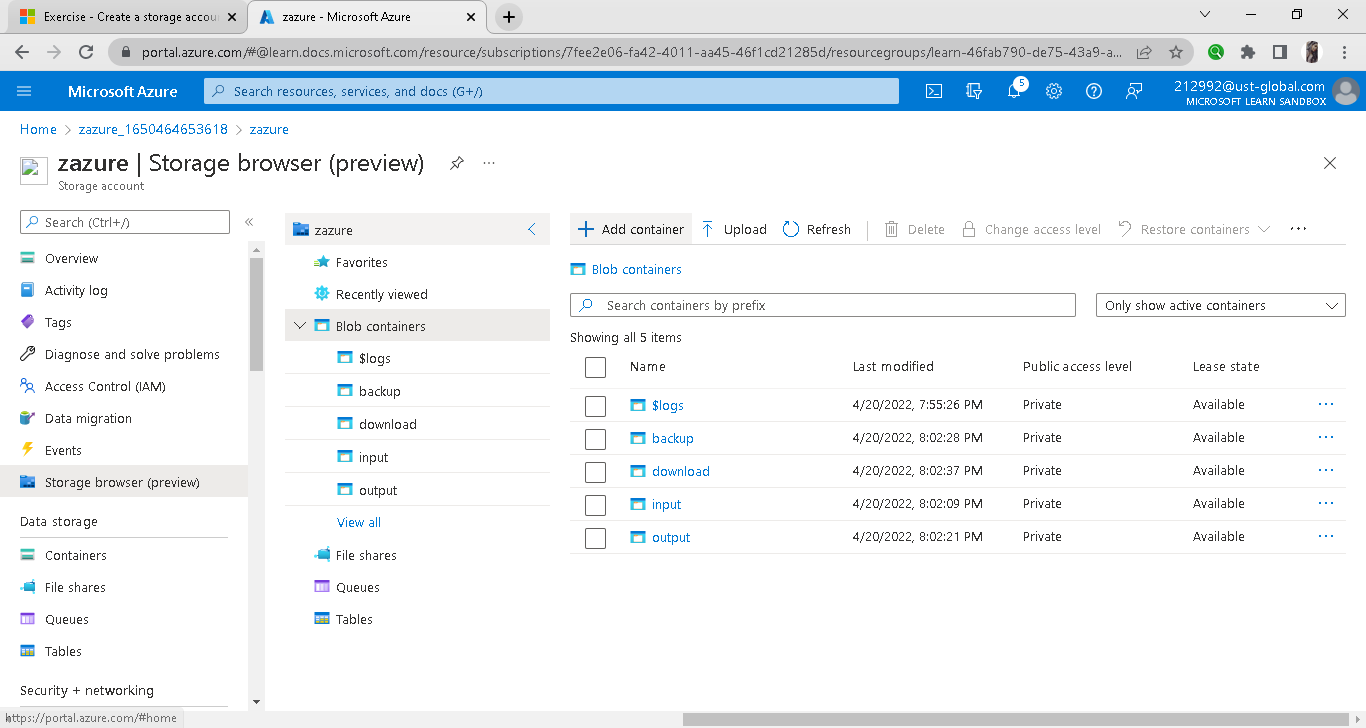 Exercise - Create a storage accou
zazure - Microsoft Azure
portal.azure.com/#@learn.docs.microsoft.com/resource/subscriptions/7fee2e06-fa42-4011-aa45-46f1cd21285d/resourcegroups/learn-46fab790-de75-43a9-a...
Microsoft Azure
Search resources, services, and docs (G+/)
5
212992@ust-global.com
MICROSOFT LEARN SANDBOX
Home > zazure_1650464653618 > zazure
zazure | Storage browser (preview)
Storage account
Search (Ctrl+/)
Overview
Activity log
Tags
Diagnose and solve problems
Access Control (IAM)
Data migration
Events
Storage browser (preview)
Data storage
Containers
File shares
Queues
Tables
Security + networking
https://portal.azure.com/#home
zazure
Favorites
Recently viewed
Blob containers
$logs
backup
download
input
output
View all
File shares
Queues
Tables
Add container Upload Refresh Delete Change access level Restore containers
Blob containers
Search containers by prefix
Only show active containers
Showing all 5 items
Name Last modified Public access level Lease state
$logs 4/20/2022, 7:55:26 PM Private Available
backup 4/20/2022, 8:02:28 PM Private Available
download 4/20/2022, 8:02:37 PM Private Available
input 4/20/2022, 8:02:09 PM Private Available
output 4/20/2022, 8:02:21 PM Private Available